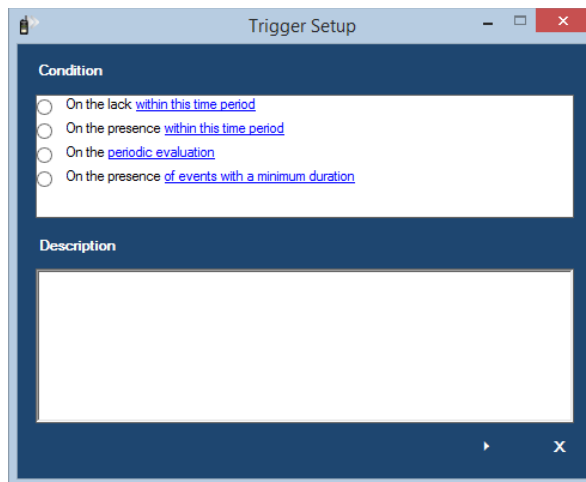 Trigger Setup
Condition
On the lack within this time period
On the presence within this time period
On the periodic evaluation
On the presence of events with a minimum duration
Description
X